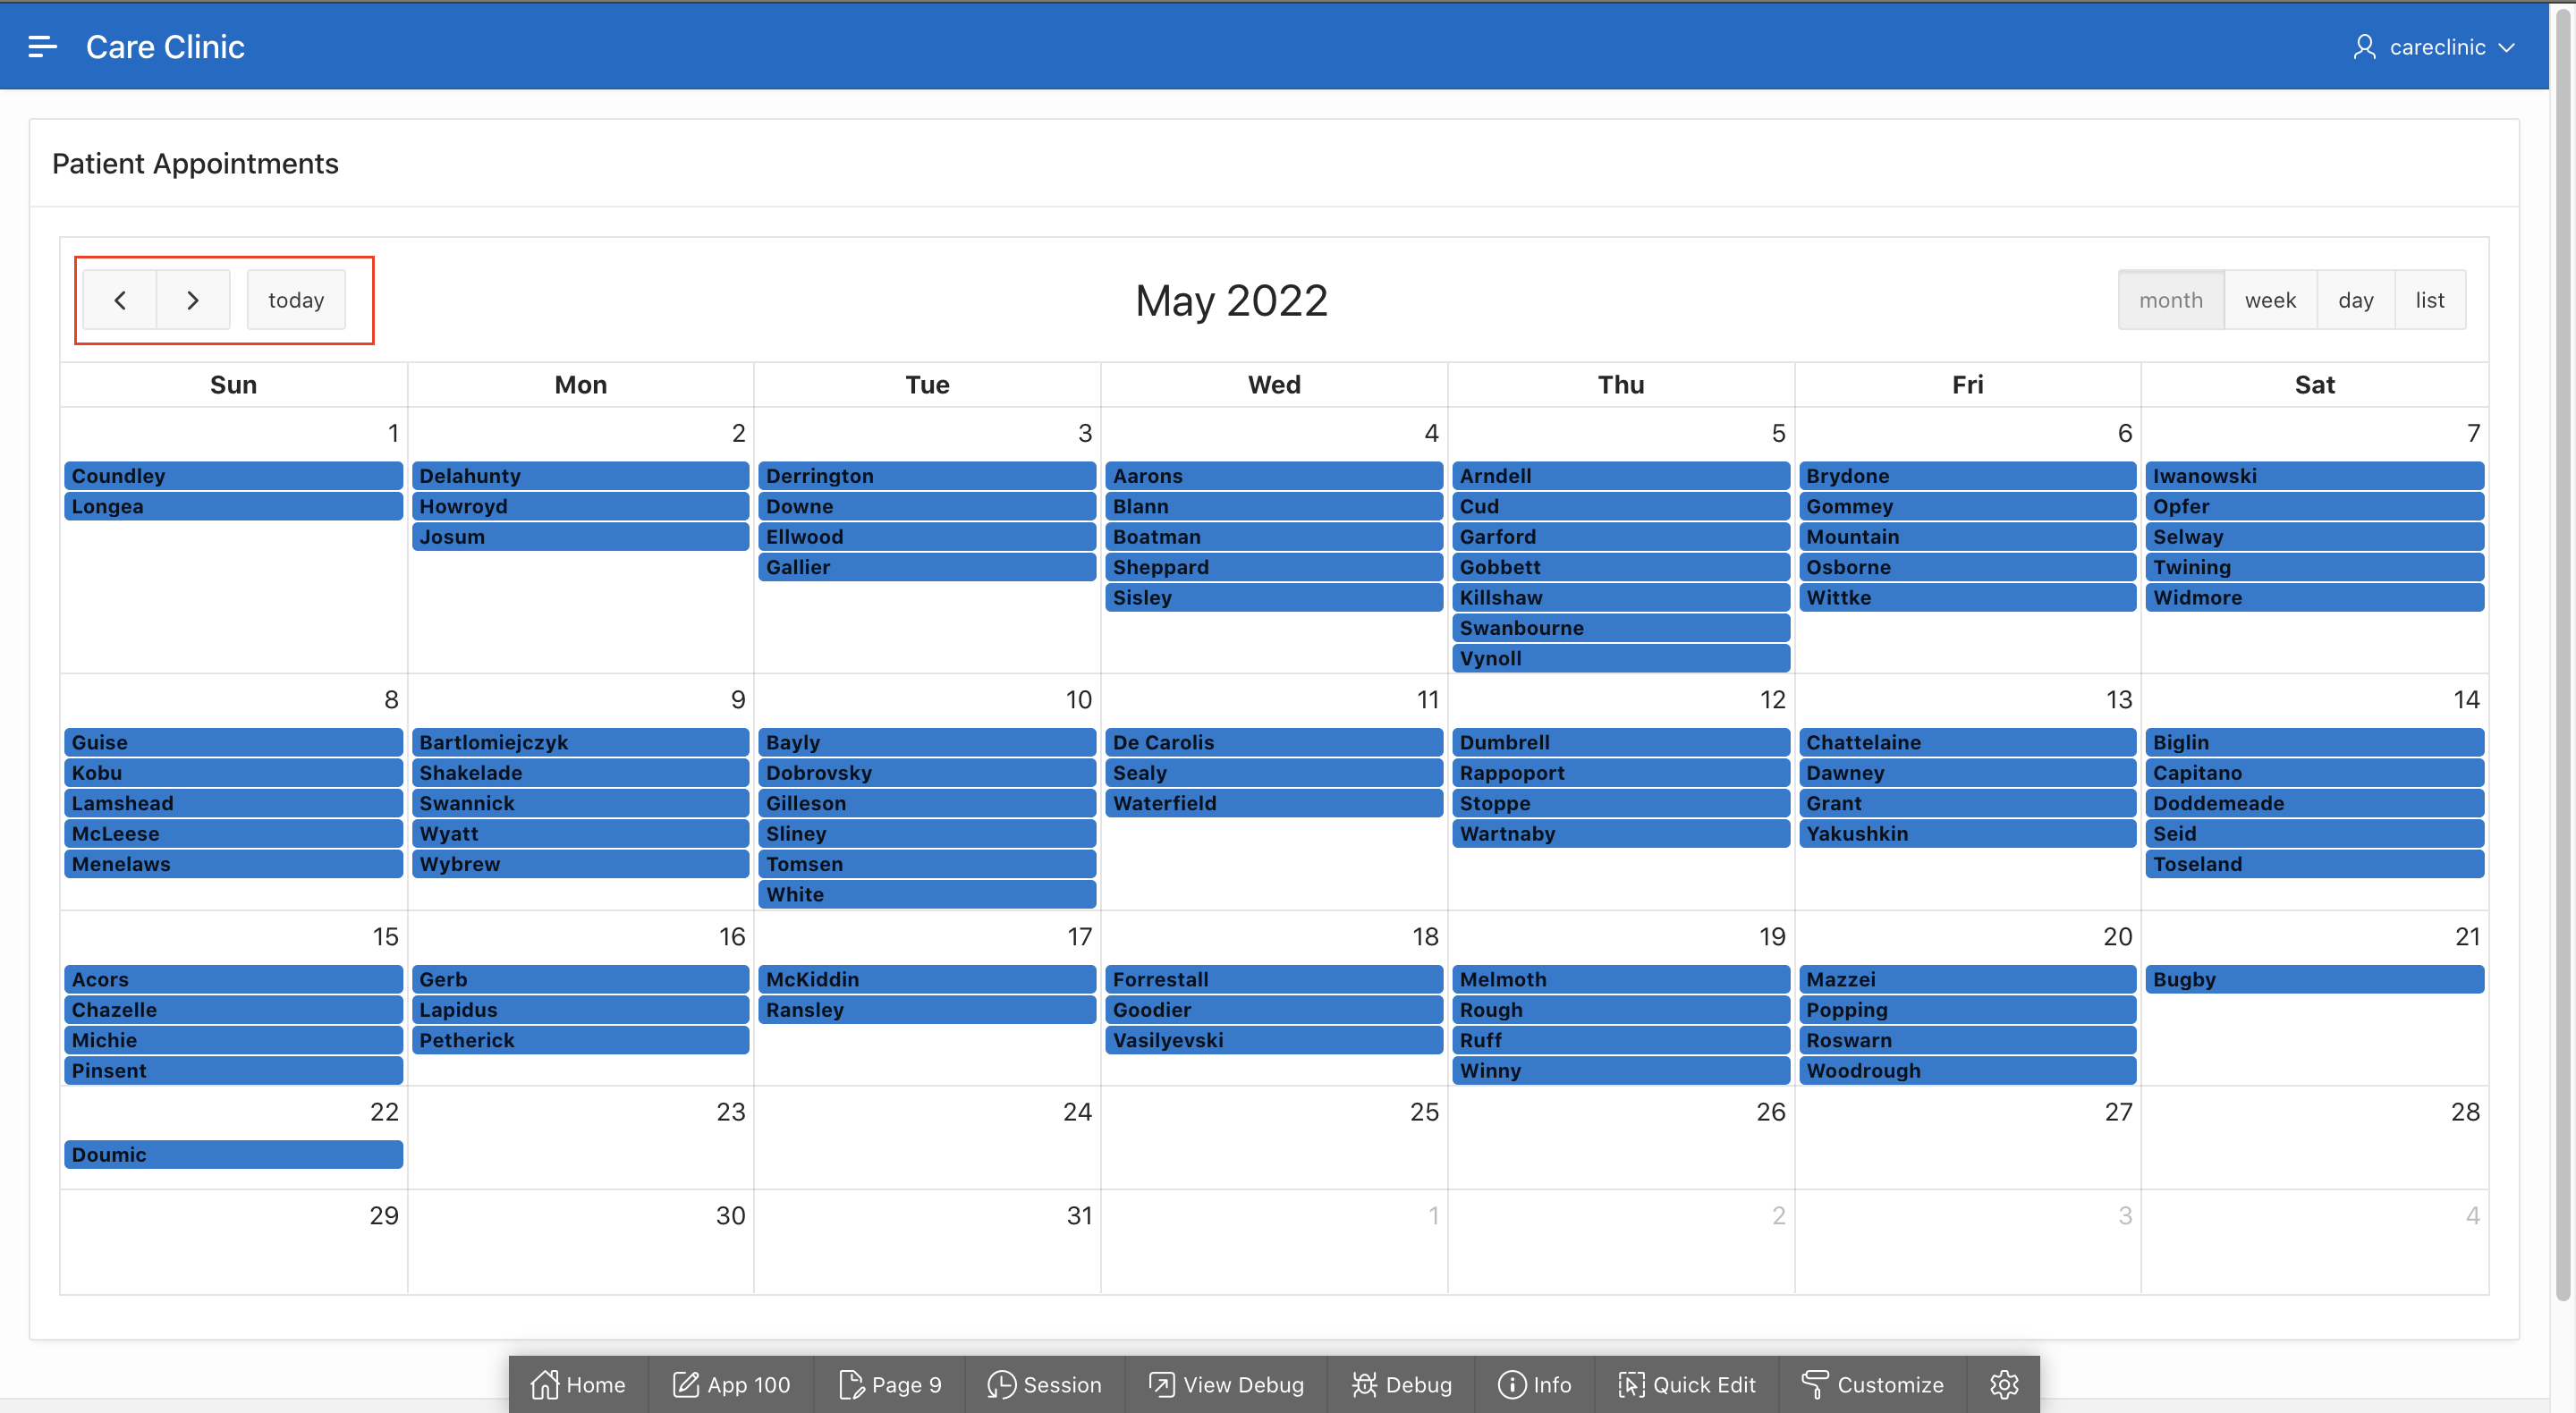 Care Clinic
careclinic
Patient Appointments
today
May 2022
month week day list
Sun Mon Tue Wed Thu Fri Sat
1 2 3 4 5 6 7
Coundley Delahunty Derrington Aarons Arndell Brydone Iwanowski
Longea Howroyd Downe Blann Cud Gommey Opfer
Josum Ellwood Boatman Garford Mountain Selway
Gallier Sheppard Gobbett Osborne Twining
Sisley Killshaw Wittke Widmore
Swanbourne
Vynoll
8 9 10 11 12 13 14
Guise Bartlomiejczyk Bayly De Carolis Dumbrell Chattelaine Biglin
Kobu Shakelade Dobrovsky Sealy Rappoport Dawney Capitano
Lamshead Swannick Gilleson Waterfield Stoppe Grant Doddemeade
McLeese Wyatt Sliney Wartnaby Yakushkin Seid
Menelaws Wybrew Tomsen Toseland
White
15 16 17 18 19 20 21
Acors Gerb McKiddin Forrestall Melmoth Mazzei Bugby
Chazelle Lapidus Ransley Goodier Rough Popping
Michie Petherick Vasilyevski Ruff Roswarn
Pinsent Winny Woodrough
22 23 24 25 26 27 28
Doumic
29 30 31 1 2 3 4
Home App 100 Page 9 Session View Debug Debug Info Quick Edit Customize